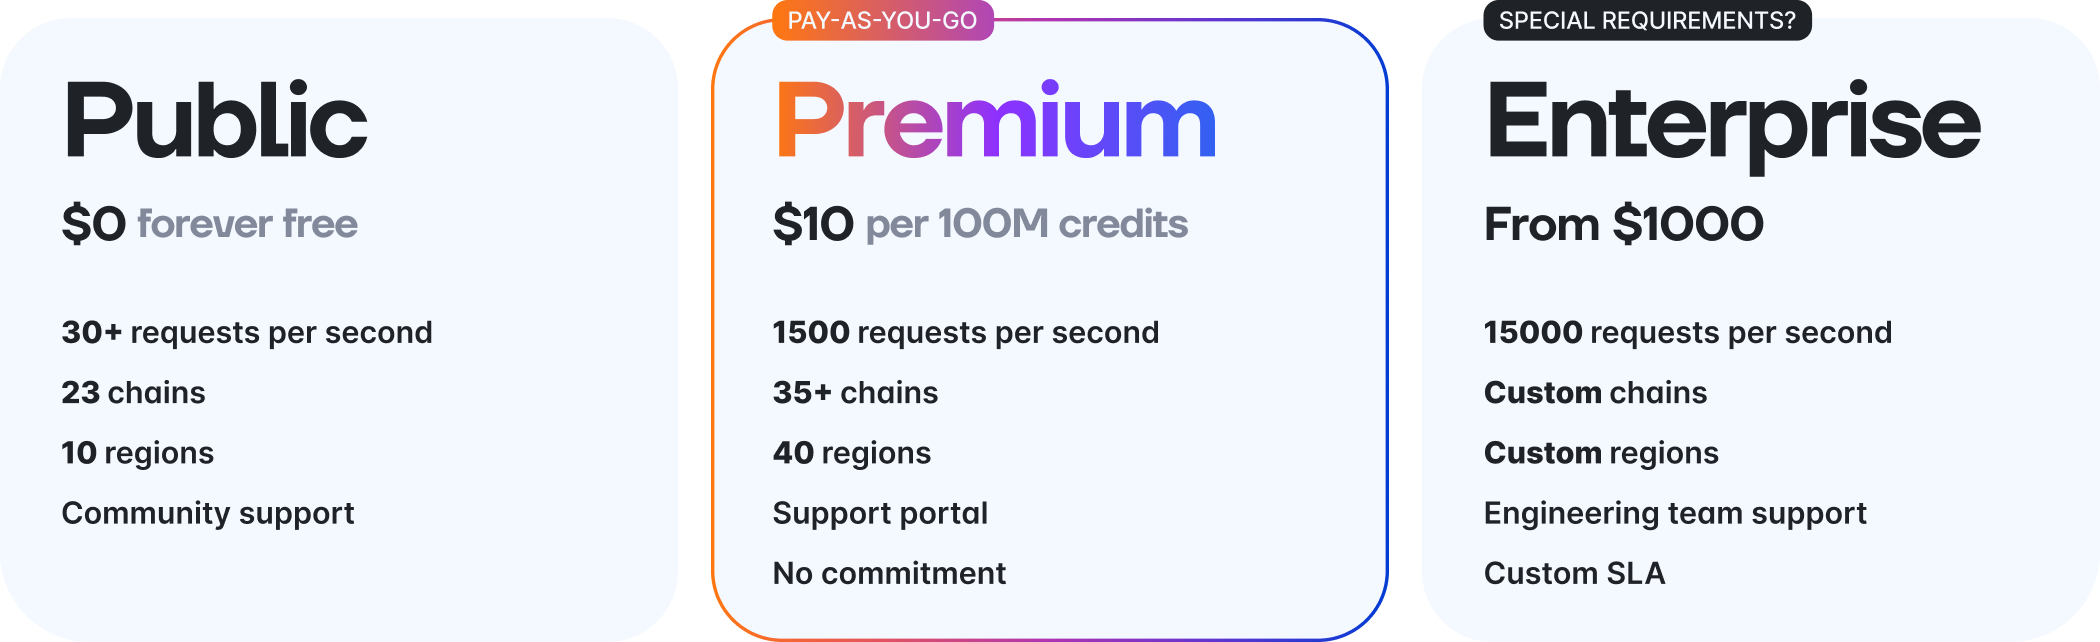 Public
$0 forever free
30+ requests per second
23 chains
10 regions
Community support
PAY-AS-YOU-GO
Premium
$10 per 100M credits
1500 requests per second
35+ chains
40 regions
Support portal
No commitment
SPECIAL REQUIREMENTS?
Enterprise
From $1000
15000 requests per second
Custom chains
Custom regions
Engineering team support
Custom SLA